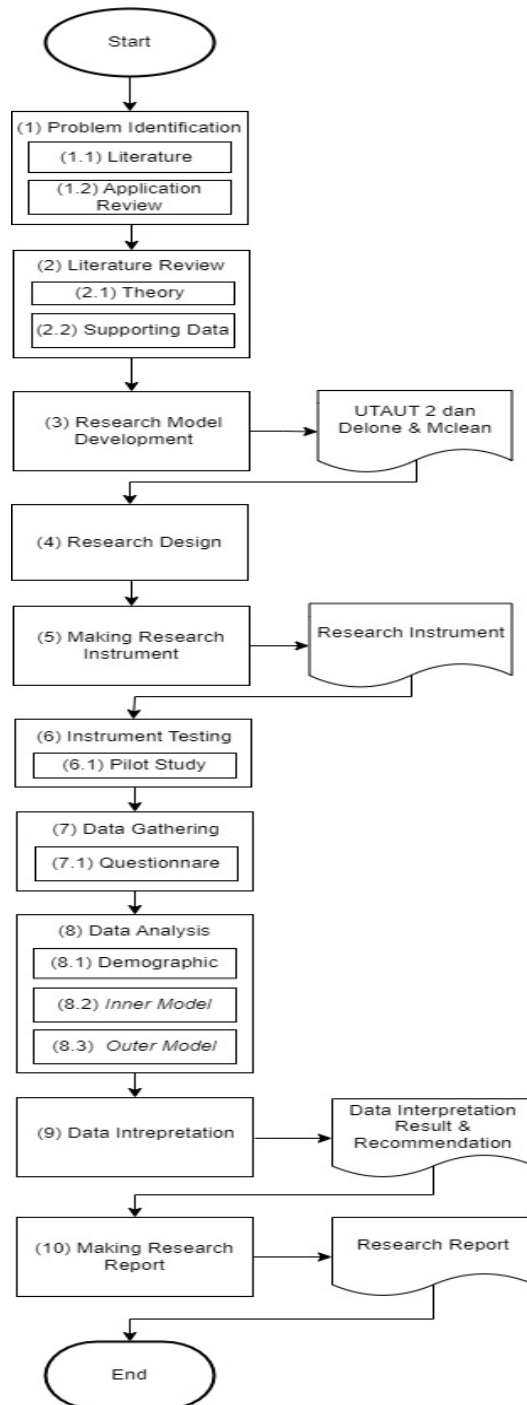 Start
(1) Problem Identification
(1.1) Literature
(1.2) Application
Review
(2) Literature Review
(2.1) Theory
(2.2) Supporting Data
(3) Research Model
Development
UTAUT 2 dan
Delone & Mclean
(4) Research Design
(5) Making Research
Instrument
Research Instrument
(6) Instrument Testing
(6.1) Pilot Study
(7) Data Gathering
(7.1) Questionnare
(8) Data Analysis
(8.1) Demographic
(8.2) Inner Model
(8.3) Outer Model
(9) Data Intrepretation
Data Interpretation
Result &
Recommendation
(10) Making Research
Report
Research Report
End